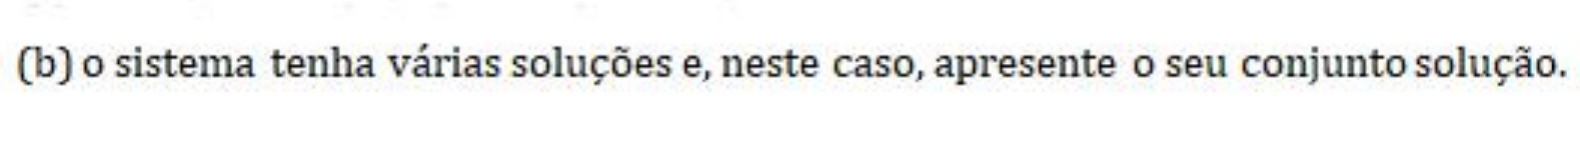 (b) o sistema tenha várias soluções e, neste caso, apresente o seu conjunto solução.